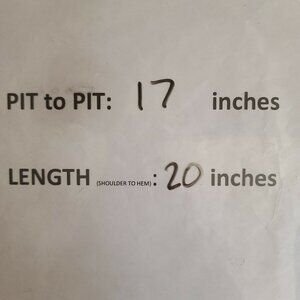 PIT to PIT: 17 inches
LENGTH (SHOULDER TO HEM): 20 inches